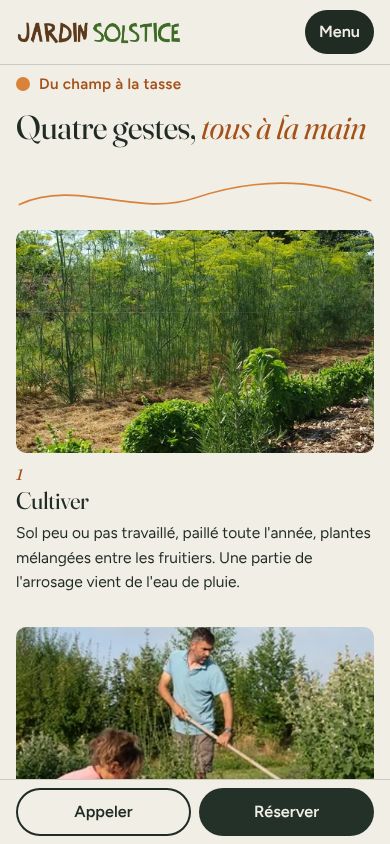 JARDIN SOLSTICE
Menu
Du champ à la tasse
Quatre gestes, tous à la main
1
Cultiver
Sol peu ou pas travaillé, paillé toute l'année, plantes
mélangées entre les fruitiers. Une partie de
l'arrosage vient de l'eau de pluie.
Appeler
Réserver